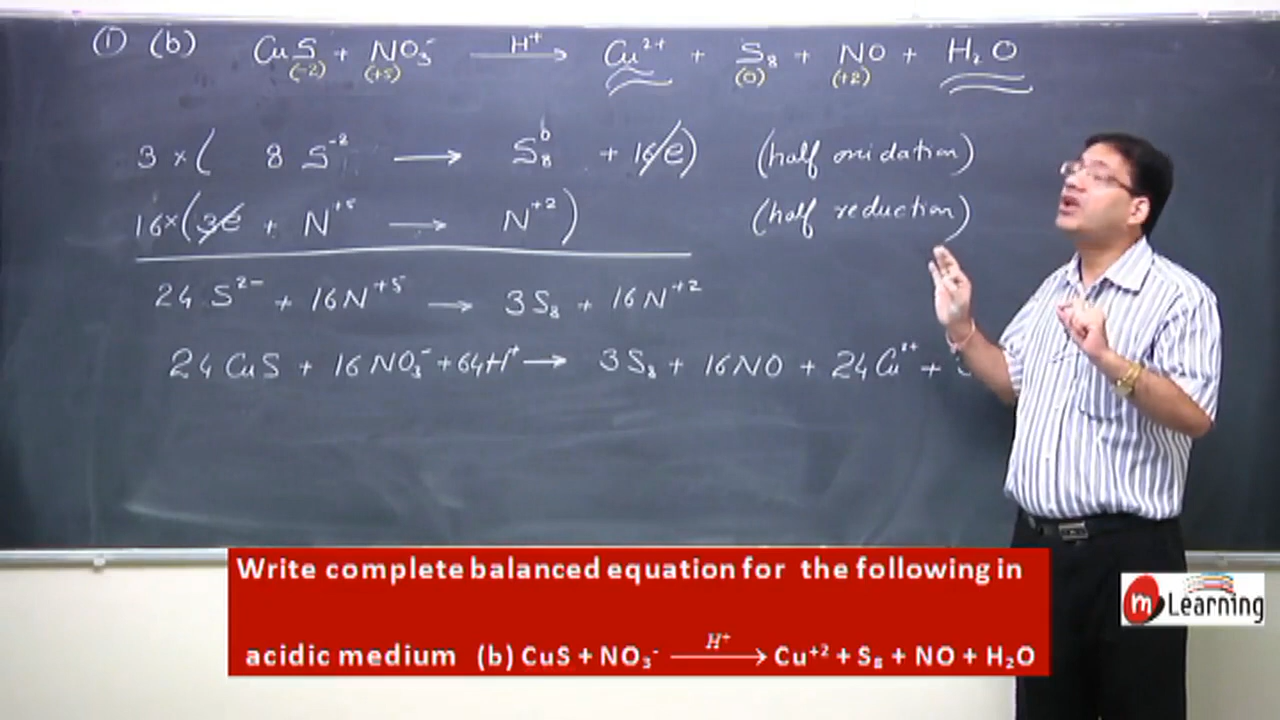 (1) (b) CuS + NO₃⁻ —H⁺→ Cu²⁺ + S₈ + NO + H₂O
(-2) (+5) (0) (+2)
3 × ( 8 S⁻² → S₈⁰ + 16e) (half oxidation)
16×(3e + N⁺⁵ → N⁺²) (half reduction)
24 S²⁻ + 16N⁺⁵ → 3S₈ + 16N⁺²
24 CuS + 16 NO₃⁻ + 64H⁺ → 3S₈ + 16NO + 24Cu²⁺ +
Write complete balanced equation for the following in
acidic medium (b) CuS + NO₃⁻ —H⁺→ Cu⁺² + S₈ + NO + H₂O
m Learning